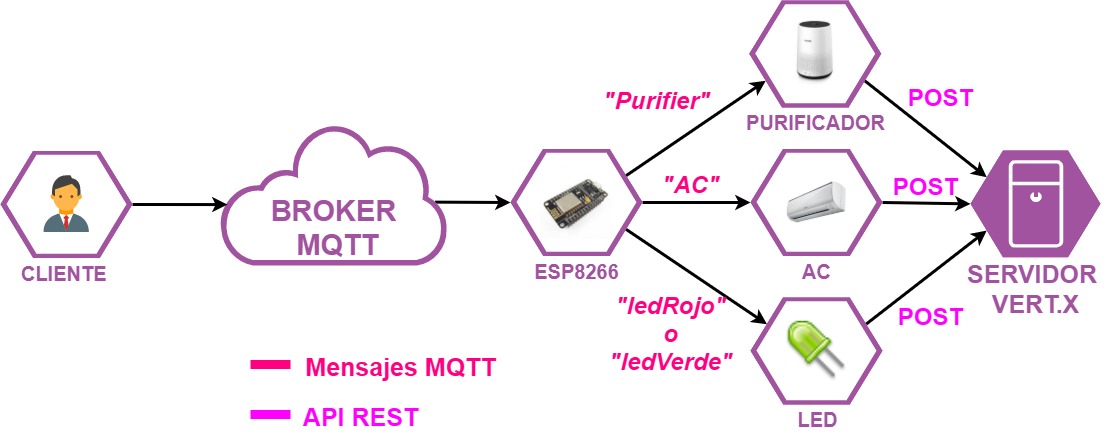 "Purifier"
PURIFICADOR
POST
CLIENTE
BROKER
MQTT
ESP8266
"AC"
AC
POST
SERVIDOR
VERT.X
"ledRojo"
o
"ledVerde"
LED
POST
Mensajes MQTT
API REST